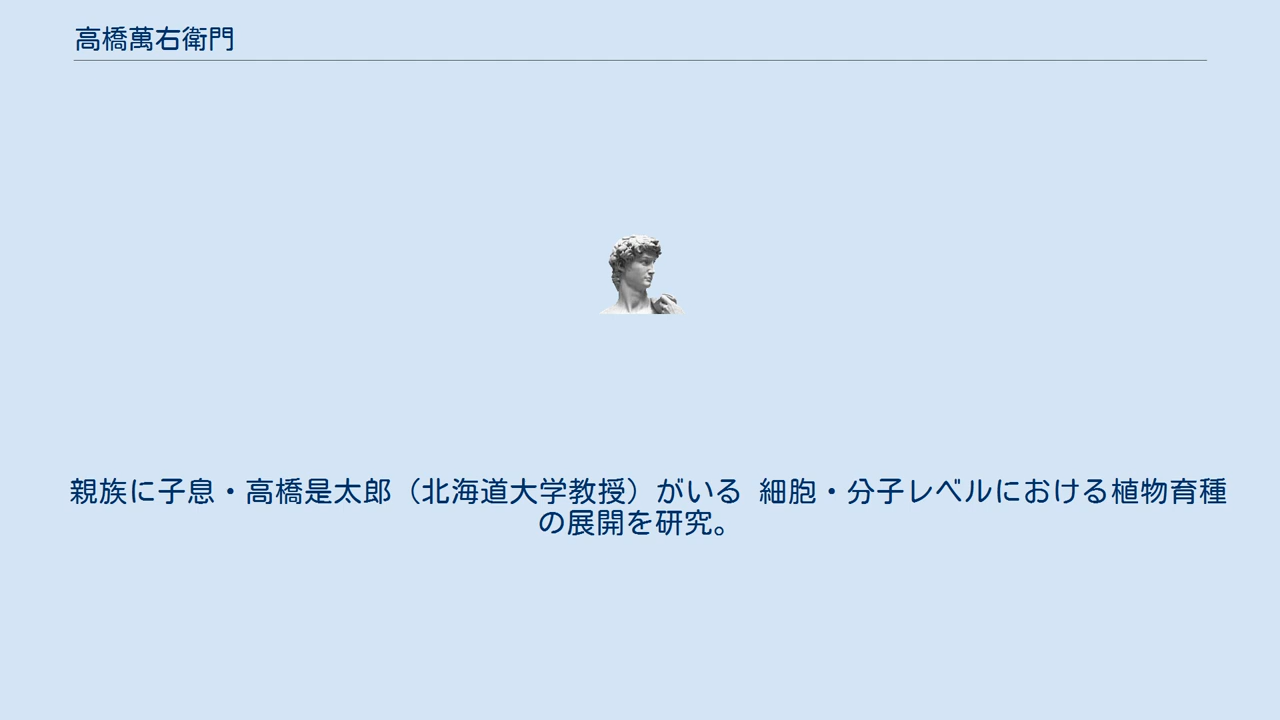 高橋萬右衛門
親族に子息・高橋是太郎（北海道大学教授）がいる 細胞・分子レベルにおける植物育種
の展開を研究。